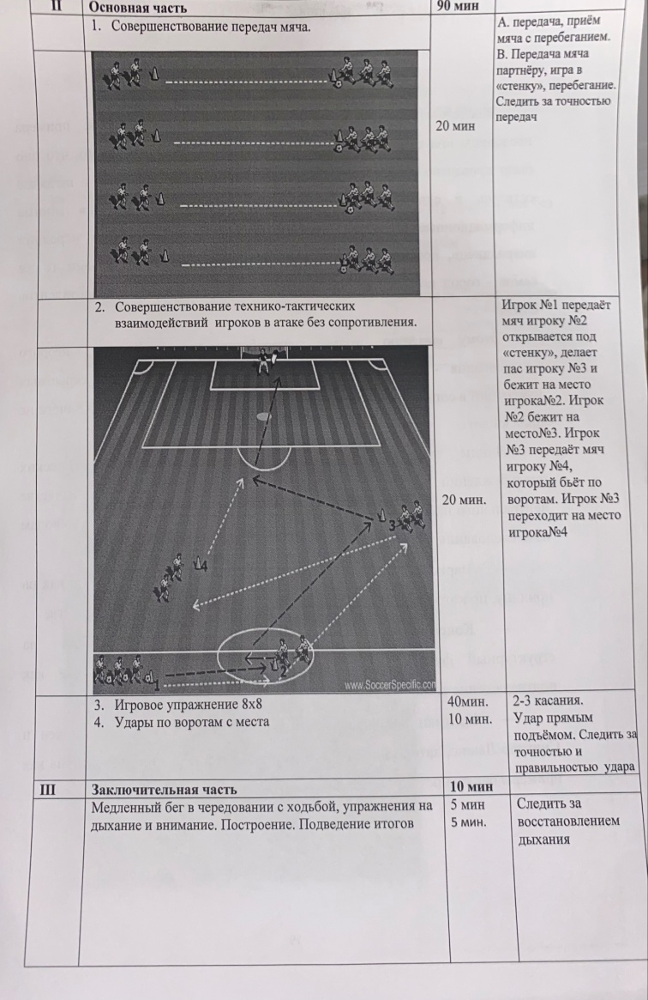 II Основная часть 90 мин
1. Совершенствование передач мяча.
20 мин
А. передача, приём
мяча с перебеганием.
В. Передача мяча
партнёру, игра в
«стенку», перебегание.
Следить за точностью
передач
2. Совершенствование технико-тактических
взаимодействий игроков в атаке без сопротивления.
3
4
2
1
www.SoccerSpecific.com
20 мин.
Игрок №1 передаёт
мяч игроку №2
открывается под
«стенку», делает
пас игроку №3 и
бежит на место
игрока№2. Игрок
№2 бежит на
место№3. Игрок
№3 передаёт мяч
игроку №4,
который бьёт по
воротам. Игрок №3
переходит на место
игрока№4
3. Игровое упражнение 8х8 40мин. 2-3 касания.
4. Удары по воротам с места 10 мин. Удар прямым
подъёмом. Следить за
точностью и
правильностью удара
III Заключительная часть 10 мин
Медленный бег в чередовании с ходьбой, упражнения на 5 мин Следить за
дыхание и внимание. Построение. Подведение итогов 5 мин. восстановлением
дыхания